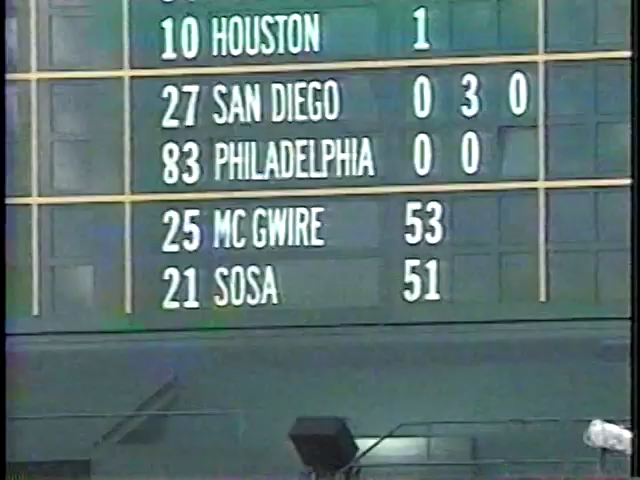 10 HOUSTON 1
27 SAN DIEGO 0 3 0
83 PHILADELPHIA 0 0
25 MC GWIRE 53
21 SOSA 51